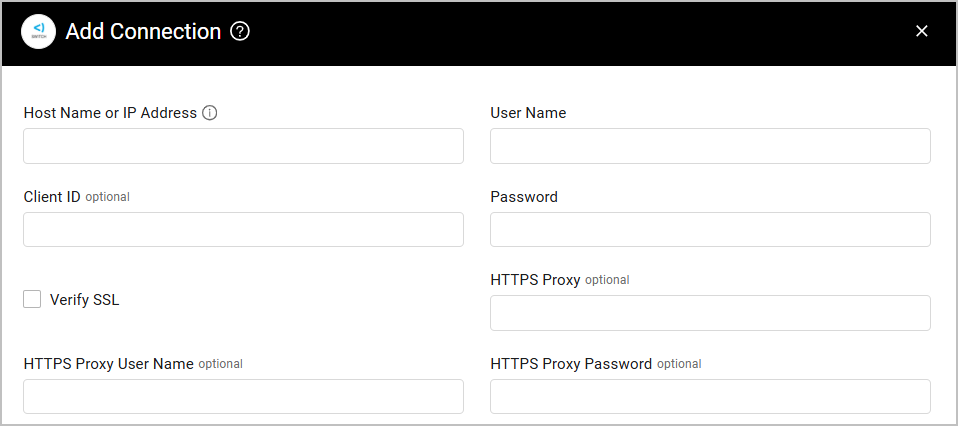 SWITCH
Add Connection
Host Name or IP Address
User Name
Client ID optional
Password
Verify SSL
HTTPS Proxy optional
HTTPS Proxy User Name optional
HTTPS Proxy Password optional